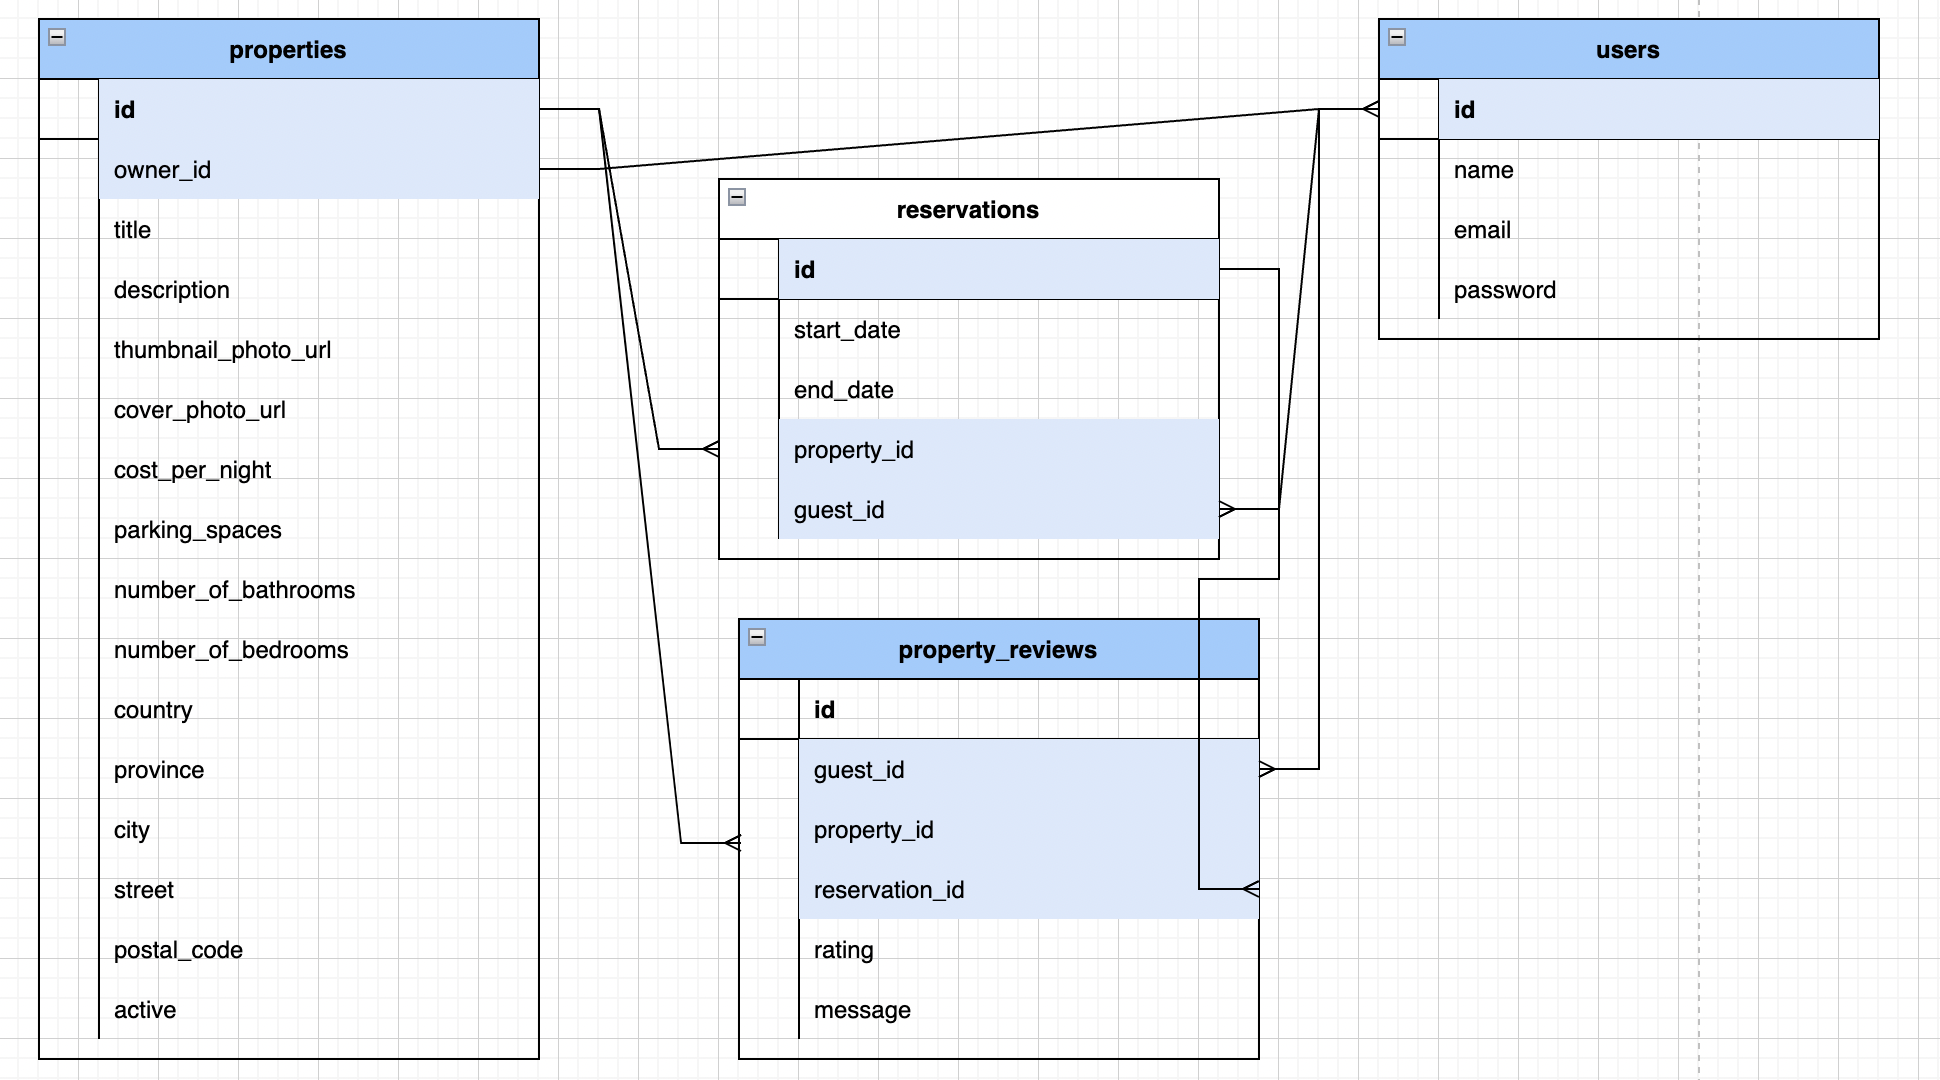 properties
id
owner_id
title
description
thumbnail_photo_url
cover_photo_url
cost_per_night
parking_spaces
number_of_bathrooms
number_of_bedrooms
country
province
city
street
postal_code
active
reservations
id
start_date
end_date
property_id
guest_id
property_reviews
id
guest_id
property_id
reservation_id
rating
message
users
id
name
email
password